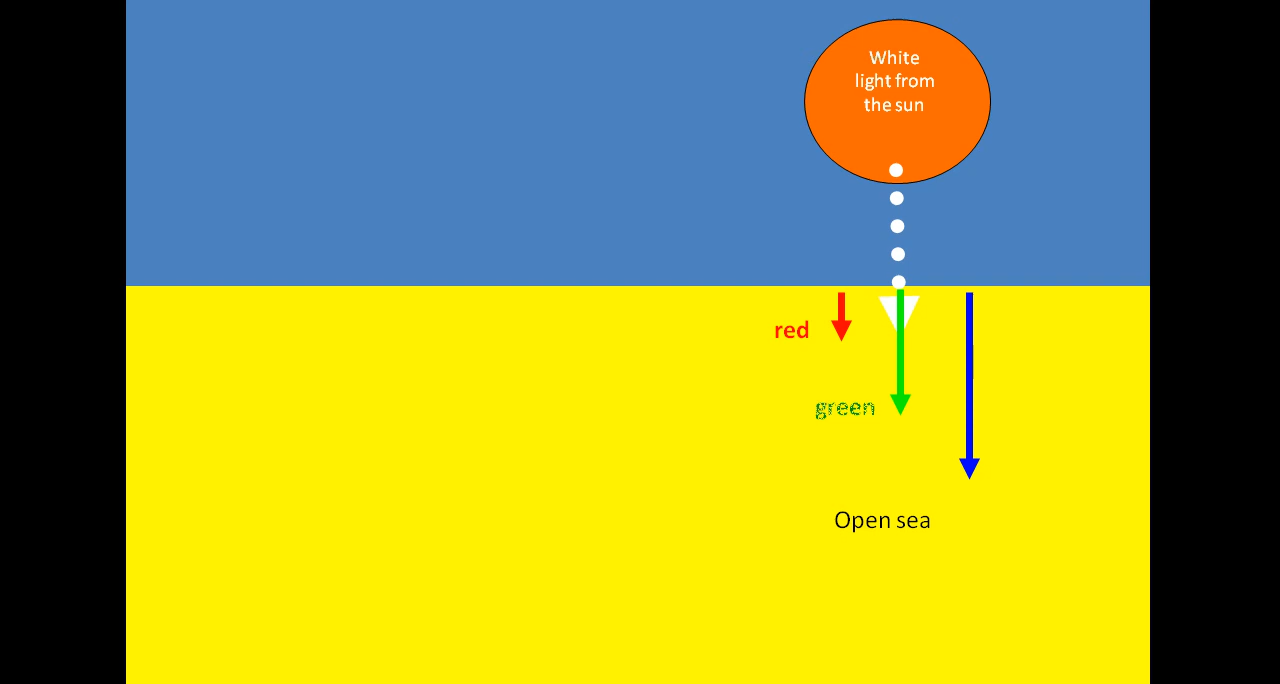 White
light from
the sun
red
green
Open sea